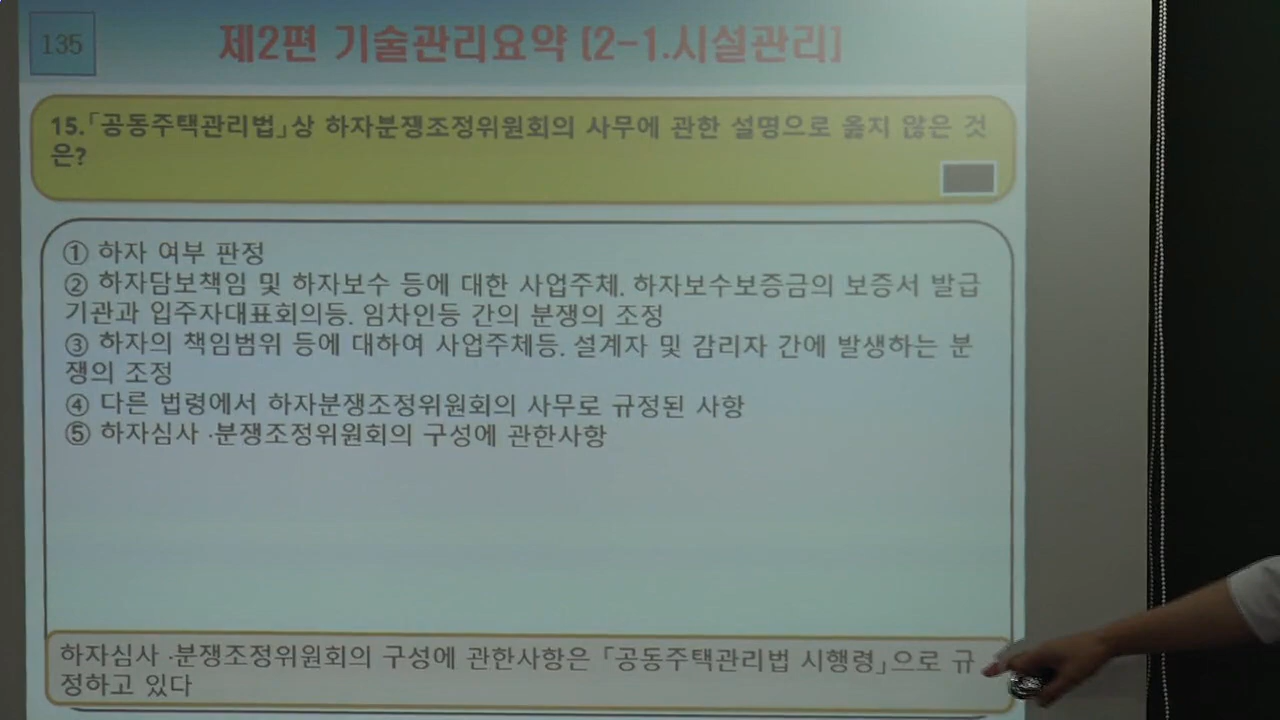 135
제2편 기술관리요약 [2-1.시설관리]
15.「공동주택관리법」상 하자분쟁조정위원회의 사무에 관한 설명으로 옳지 않은 것
은?
① 하자 여부 판정
② 하자담보책임 및 하자보수 등에 대한 사업주체. 하자보수보증금의 보증서 발급
기관과 입주자대표회의등. 임차인등 간의 분쟁의 조정
③ 하자의 책임범위 등에 대하여 사업주체등. 설계자 및 감리자 간에 발생하는 분
쟁의 조정
④ 다른 법령에서 하자분쟁조정위원회의 사무로 규정된 사항
⑤ 하자심사 ·분쟁조정위원회의 구성에 관한사항
하자심사 ·분쟁조정위원회의 구성에 관한사항은 「공동주택관리법 시행령」으로 규
정하고 있다